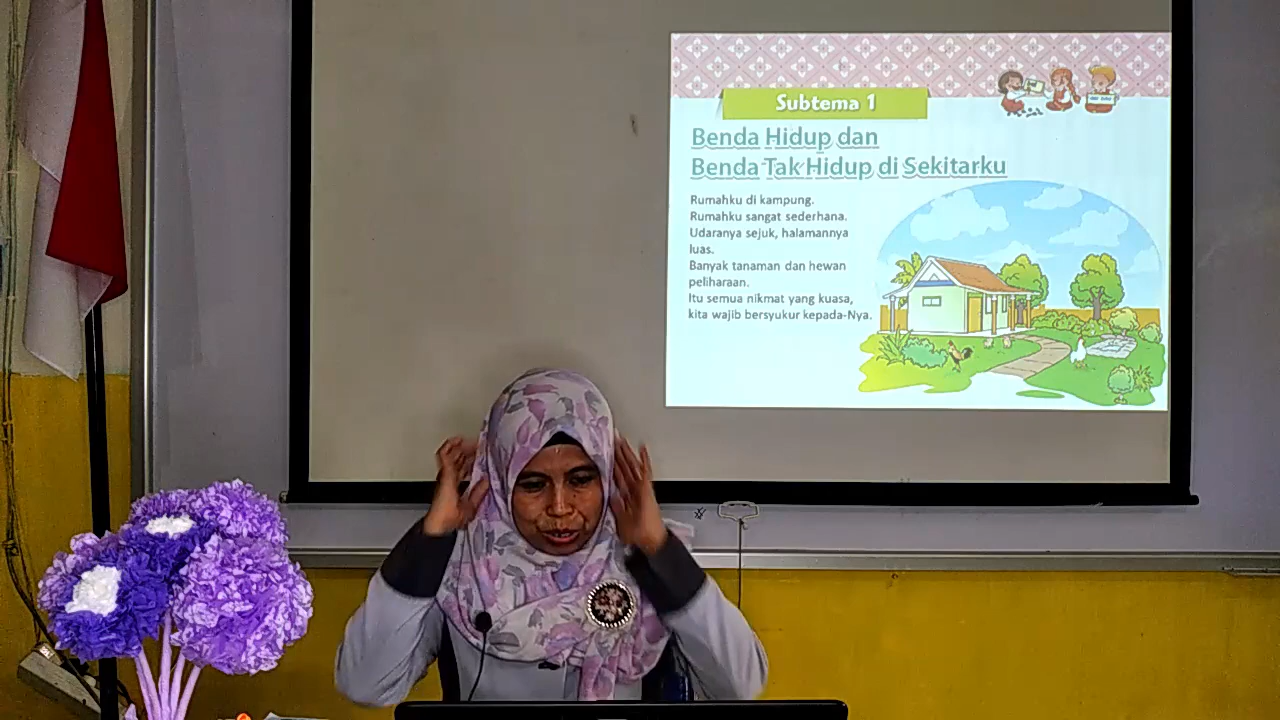 Subtema 1
Benda Hidup dan
Benda Tak Hidup di Sekitarku
Rumahku di kampung.
Rumahku sangat sederhana.
Udaranya sejuk, halamannya
luas.
Banyak tanaman dan hewan
peliharaan.
Itu semua nikmat yang kuasa,
kita wajib bersyukur kepada-Nya.